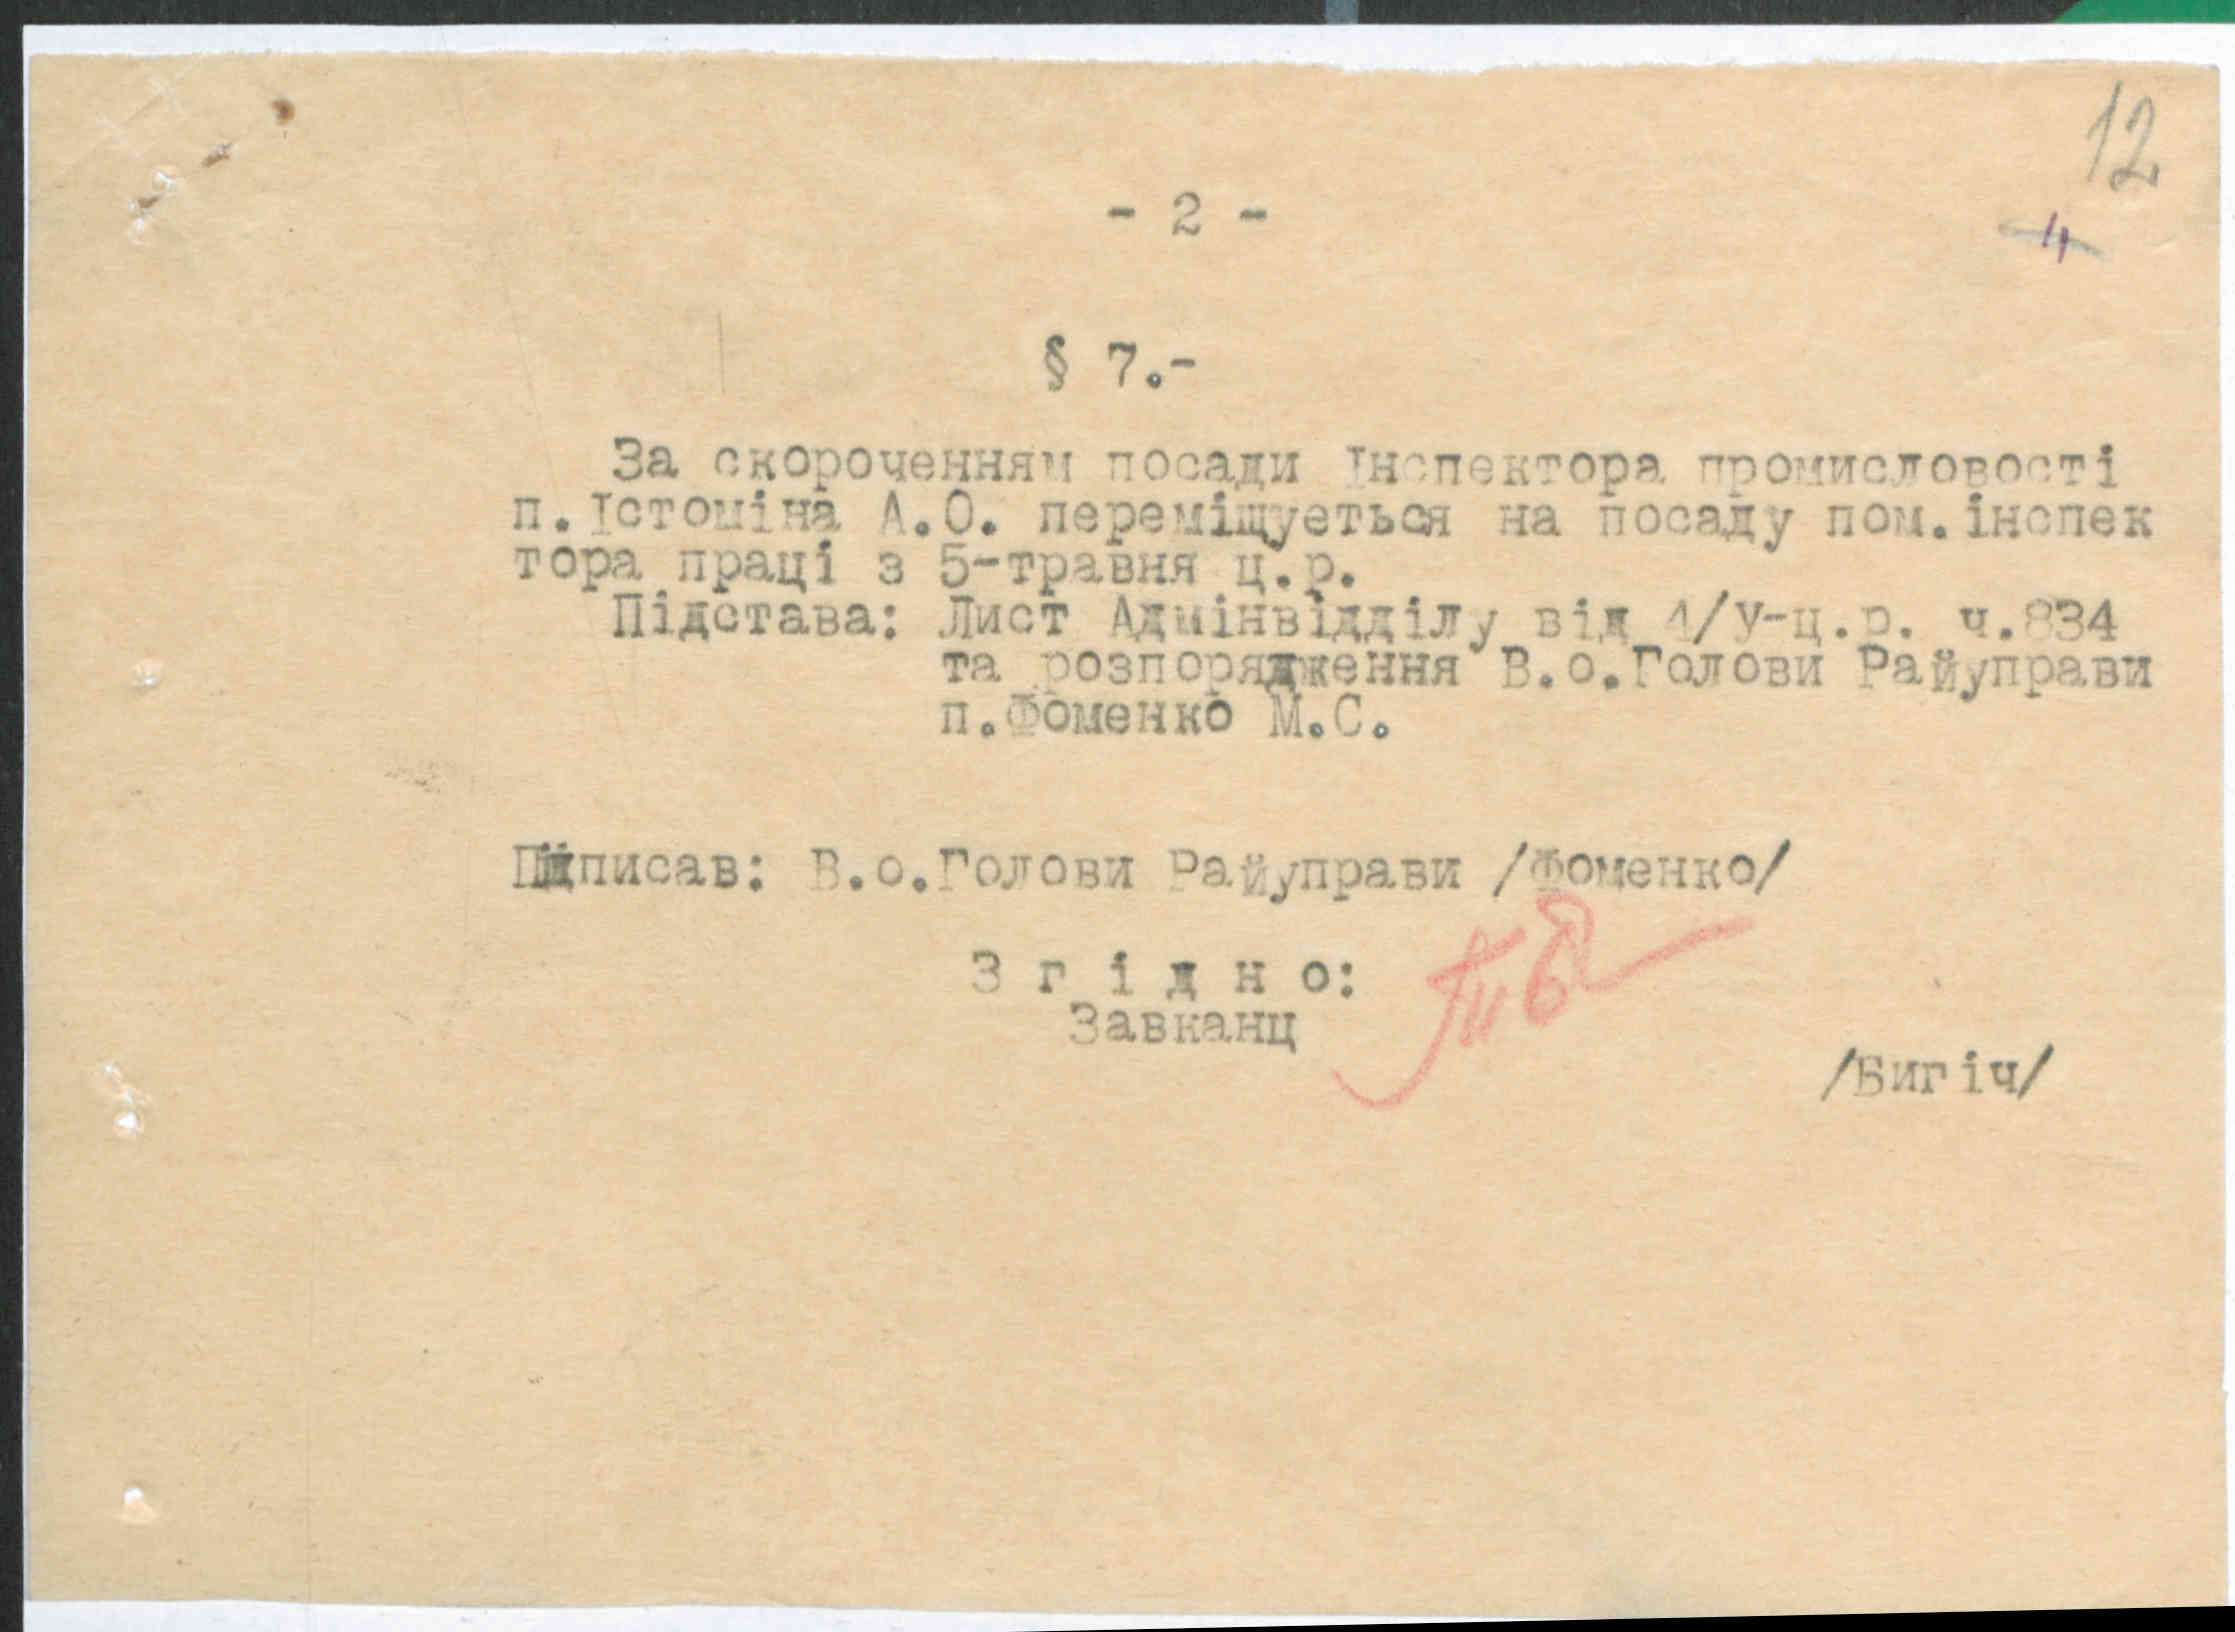 12
4
- 2 -
§ 7.-
За скороченням посади Інспектора промисловості
п.Істоміна А.О. переміщується на посаду пом.інспек
тора праці з 5-травня ц.р.
Підстава: Лист Адмінвідділу від 1/У-ц.р. ч.834
та розпорядження В.о.Голови Райуправи
п.Фоменко М.С.
Підписав: В.о.Голови Райуправи /Фоменко/
З г і д н о:
Завканц
/Бигіч/